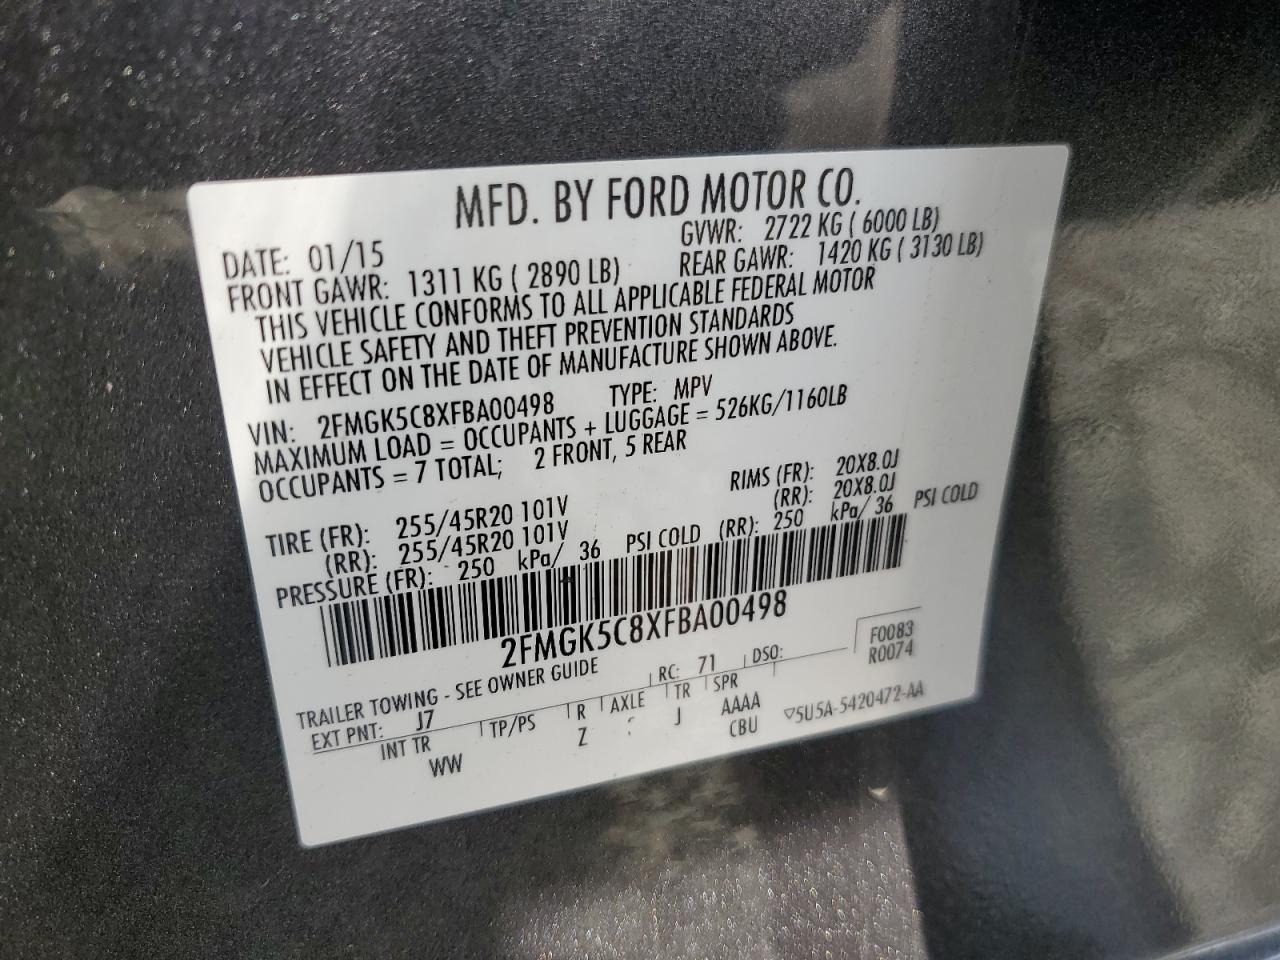 MFD. BY FORD MOTOR CO.
DATE: 01/15 GVWR: 2722 KG ( 6000 LB)
FRONT GAWR: 1311 KG ( 2890 LB) REAR GAWR: 1420 KG ( 3130 LB)
THIS VEHICLE CONFORMS TO ALL APPLICABLE FEDERAL MOTOR
VEHICLE SAFETY AND THEFT PREVENTION STANDARDS
IN EFFECT ON THE DATE OF MANUFACTURE SHOWN ABOVE.
VIN: 2FMGK5C8XFBA00498 TYPE: MPV
MAXIMUM LOAD = OCCUPANTS + LUGGAGE = 526KG/1160LB
OCCUPANTS = 7 TOTAL; 2 FRONT, 5 REAR
TIRE (FR): 255/45R20 101V RIMS (FR): 20X8.0J
(RR): 255/45R20 101V (RR): 20X8.0J
PRESSURE (FR): 250 kPa/ 36 PSI COLD (RR): 250 kPa/ 36 PSI COLD
2FMGK5C8XFBA00498
TRAILER TOWING - SEE OWNER GUIDE
EXT PNT: J7 RC: 71 DSO: F0083
R0074
INT TR TP/PS R AXLE TR SPR
WW Z J AAAA
CBU
▽5U5A-5420472-AA